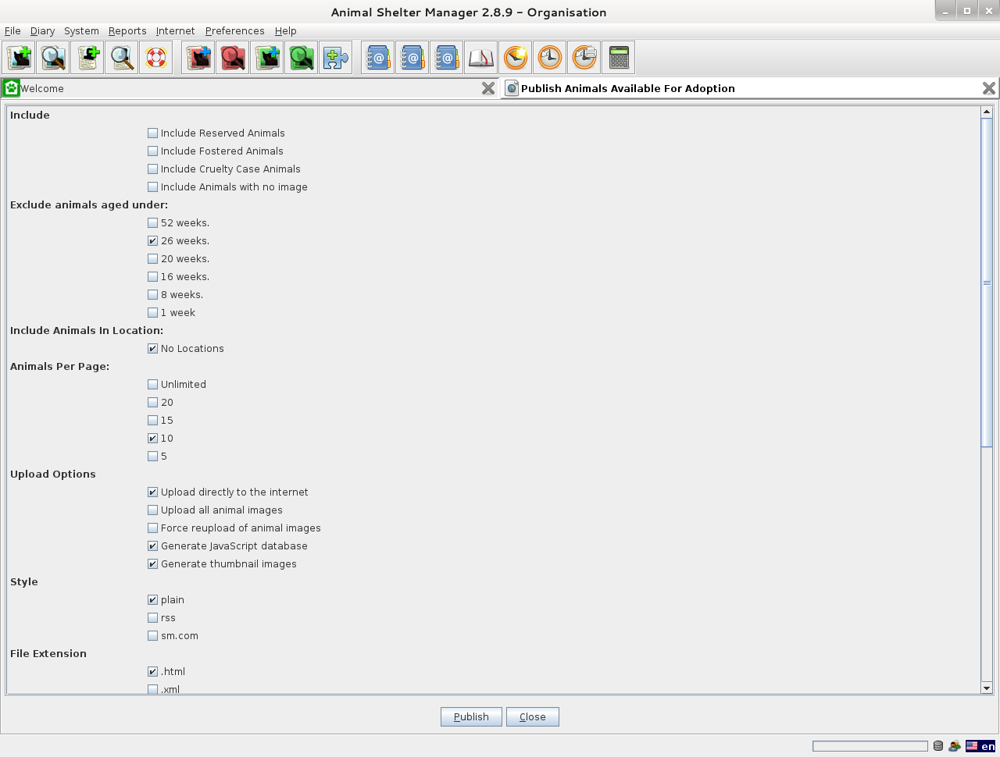 Animal Shelter Manager 2.8.9 - Organisation
File Diary System Reports Internet Preferences Help
Welcome
Publish Animals Available For Adoption
Include
Include Reserved Animals
Include Fostered Animals
Include Cruelty Case Animals
Include Animals with no image
Exclude animals aged under:
52 weeks.
26 weeks.
20 weeks.
16 weeks.
8 weeks.
1 week
Include Animals In Location:
No Locations
Animals Per Page:
Unlimited
20
15
10
5
Upload Options
Upload directly to the internet
Upload all animal images
Force reupload of animal images
Generate JavaScript database
Generate thumbnail images
Style
plain
rss
sm.com
File Extension
.html
.xml
Publish Close
en